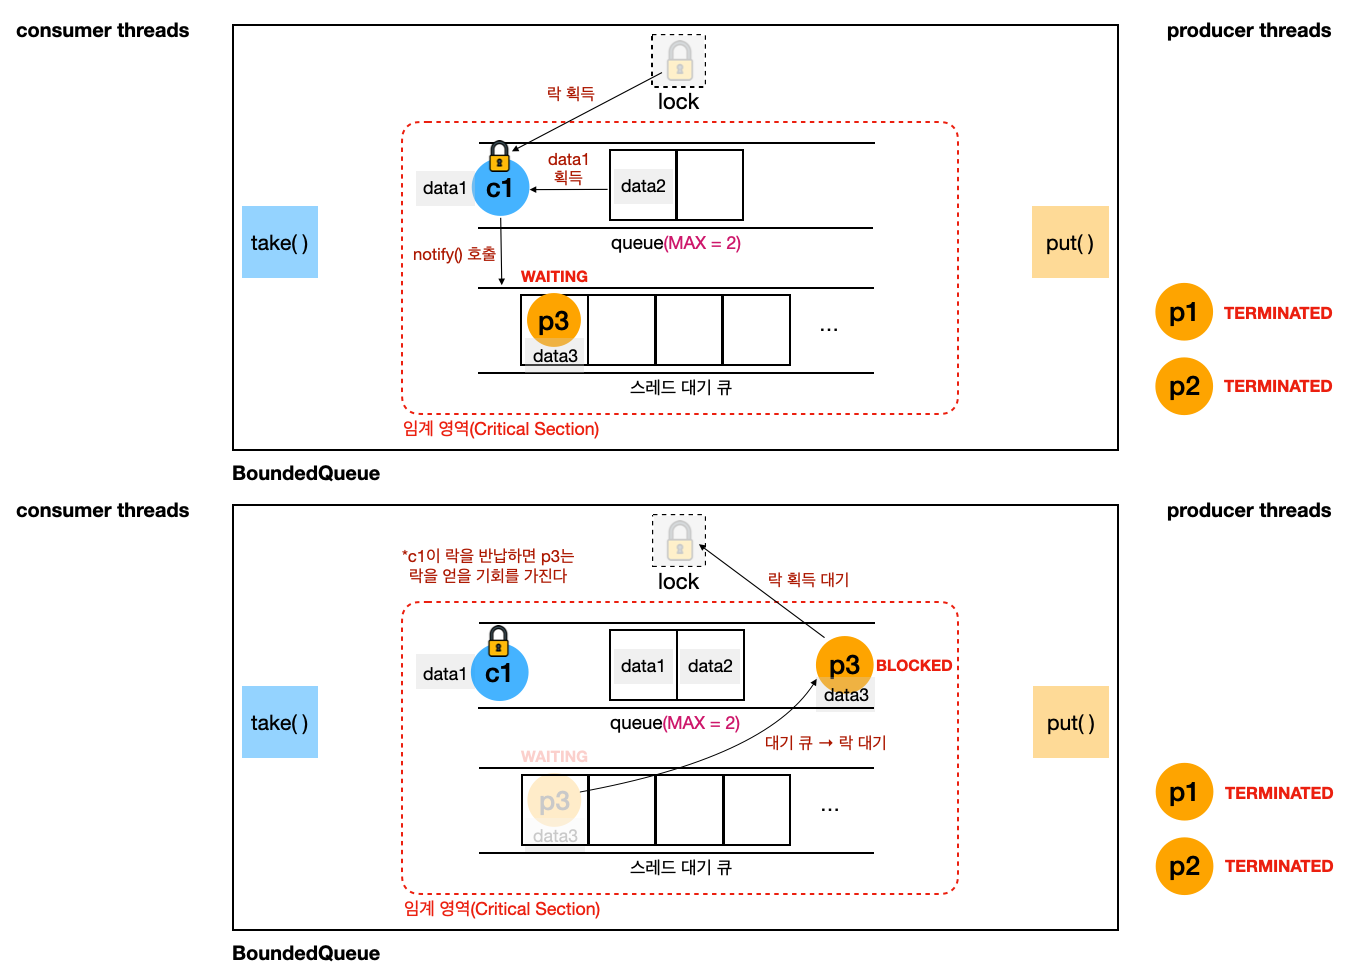 consumer threads
producer threads
lock
락 획득
data1
획득
data1
c1
data2
take( )
put( )
queue(MAX = 2)
notify() 호출
WAITING
p3
data3
...
스레드 대기 큐
p1
TERMINATED
p2
TERMINATED
임계 영역(Critical Section)
BoundedQueue
consumer threads
producer threads
*c1이 락을 반납하면 p3는
락을 얻을 기회를 가진다
lock
락 획득 대기
data1
c1
data1
data2
p3
BLOCKED
data3
take( )
put( )
queue(MAX = 2)
대기 큐 → 락 대기
WAITING
p3
data3
...
스레드 대기 큐
p1
TERMINATED
p2
TERMINATED
임계 영역(Critical Section)
BoundedQueue